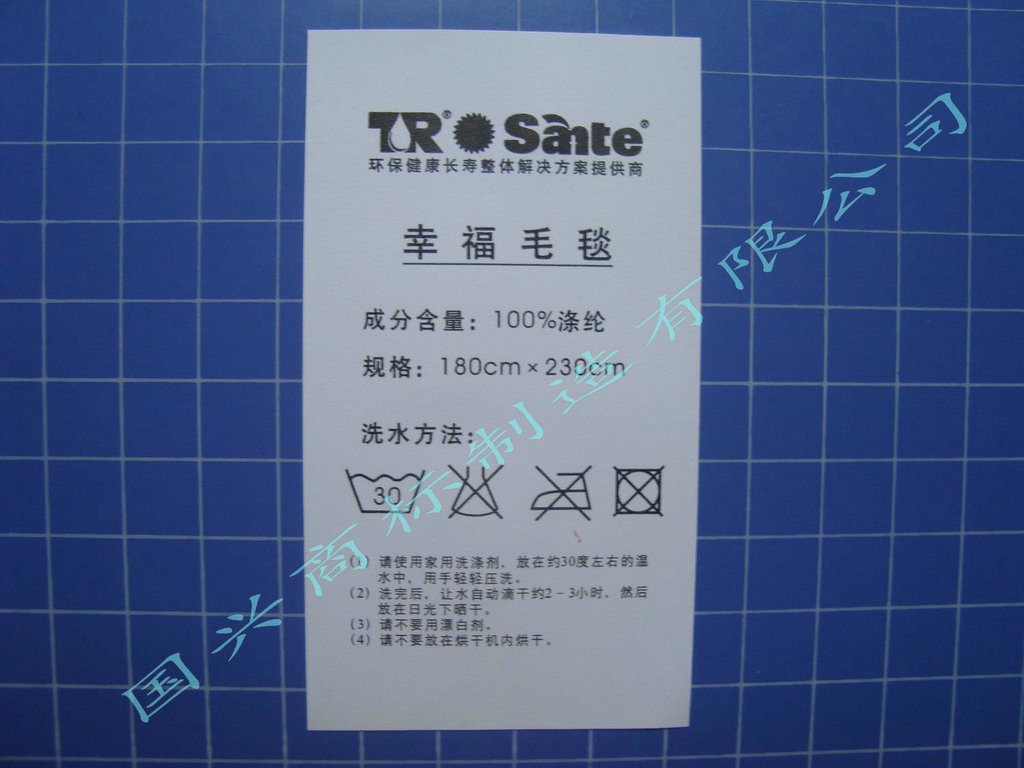 TR® Sante®
环保健康长寿整体解决方案提供商
幸福毛毯
成分含量：100%涤纶
规格：180cm×230cm
洗水方法：
30
(1) 请使用家用洗涤剂，放在约30度左右的温
水中，用手轻轻压洗。
(2) 洗完后，让水自动滴干约2－3小时，然后
放在日光下晒干。
(3) 请不要用漂白剂。
(4) 请不要放在烘干机内烘干。
国兴商标制造有限公司